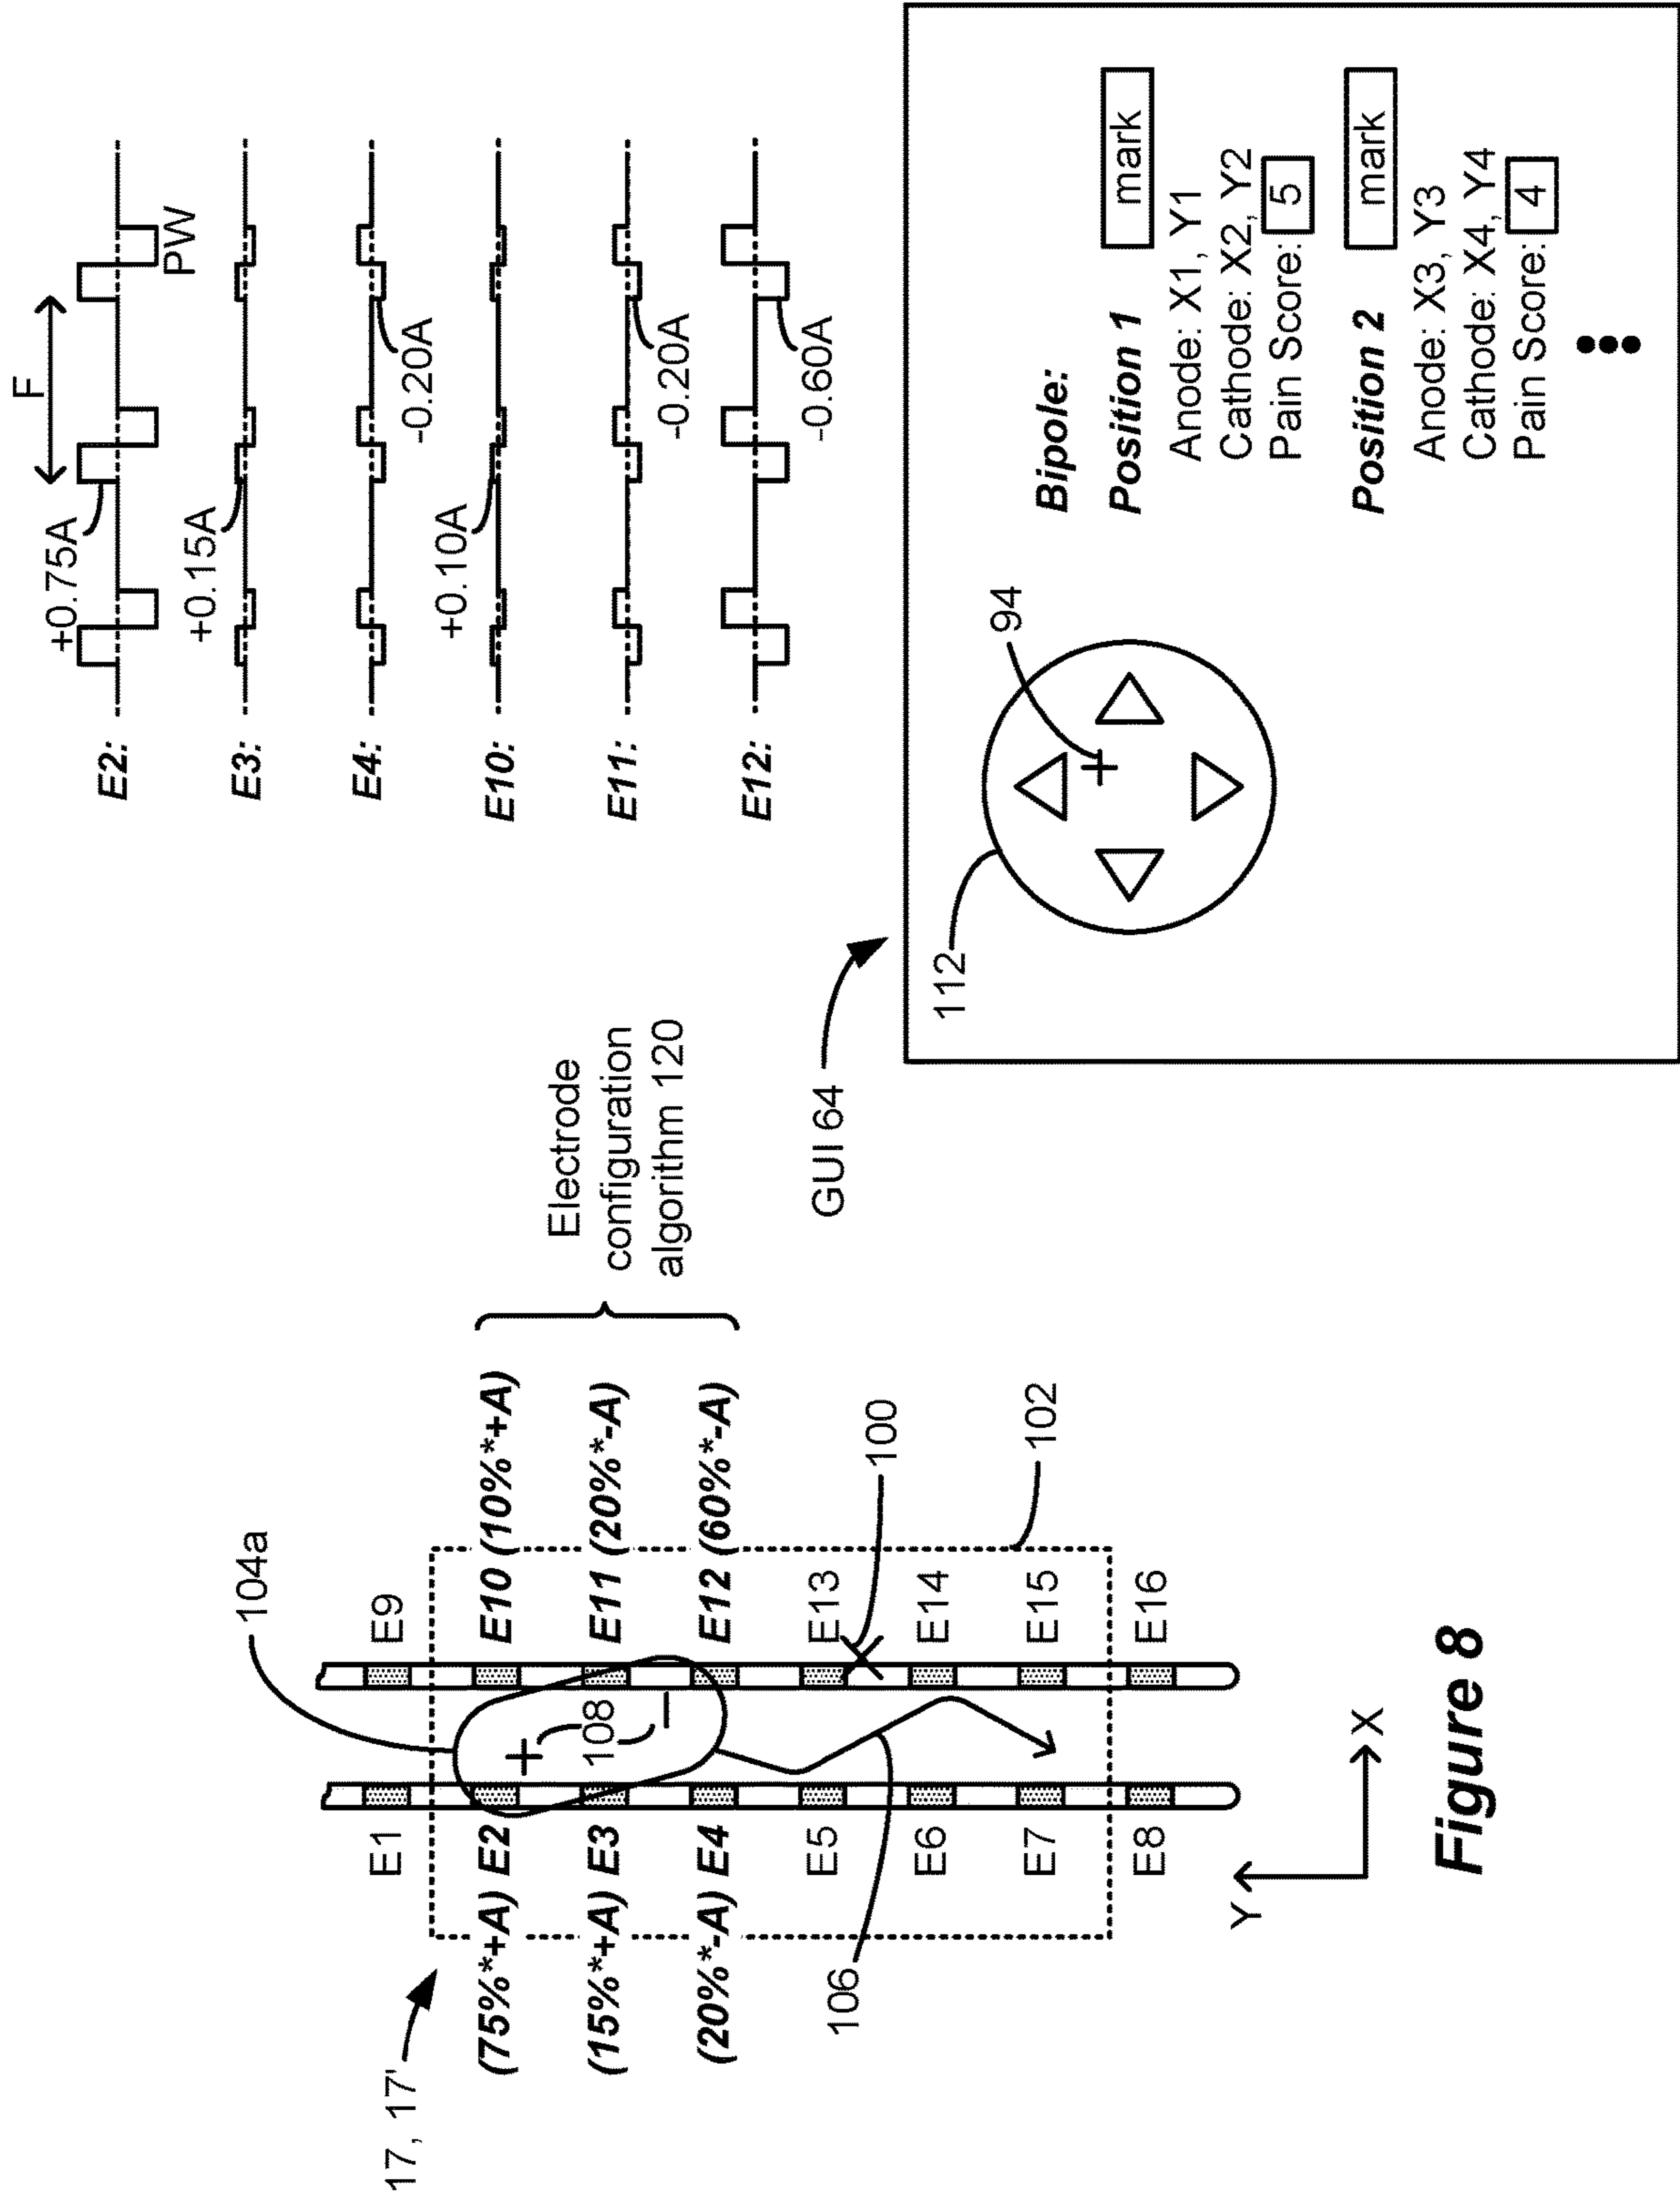 17, 17'
104a
E1
E9
(75%*+A) E2
E10 (10%*+A)
(15%*+A) E3
E11 (20%*-A)
(20%*-A) E4
E12 (60%*-A)
+
108
−
E5
E13
100
E6
E14
E7
E15
102
E8
E16
106
Y
X
Electrode
configuration
algorithm 120
F
E2:
+0.75A
PW
E3:
+0.15A
E4:
-0.20A
E10:
+0.10A
E11:
-0.20A
E12:
-0.60A
GUI 64
112
94
+
Bipole:
Position 1
mark
Anode: X1, Y1
Cathode: X2, Y2
Pain Score: 5
Position 2
mark
Anode: X3, Y3
Cathode: X4, Y4
Pain Score: 4
Figure 8